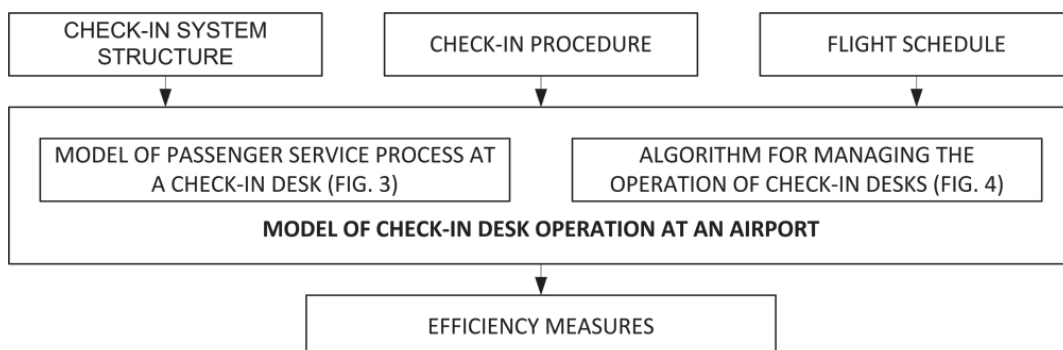 CHECK-IN SYSTEM
STRUCTURE
CHECK-IN PROCEDURE
FLIGHT SCHEDULE
MODEL OF PASSENGER SERVICE PROCESS AT
A CHECK-IN DESK (FIG. 3)
ALGORITHM FOR MANAGING THE
OPERATION OF CHECK-IN DESKS (FIG. 4)
MODEL OF CHECK-IN DESK OPERATION AT AN AIRPORT
EFFICIENCY MEASURES